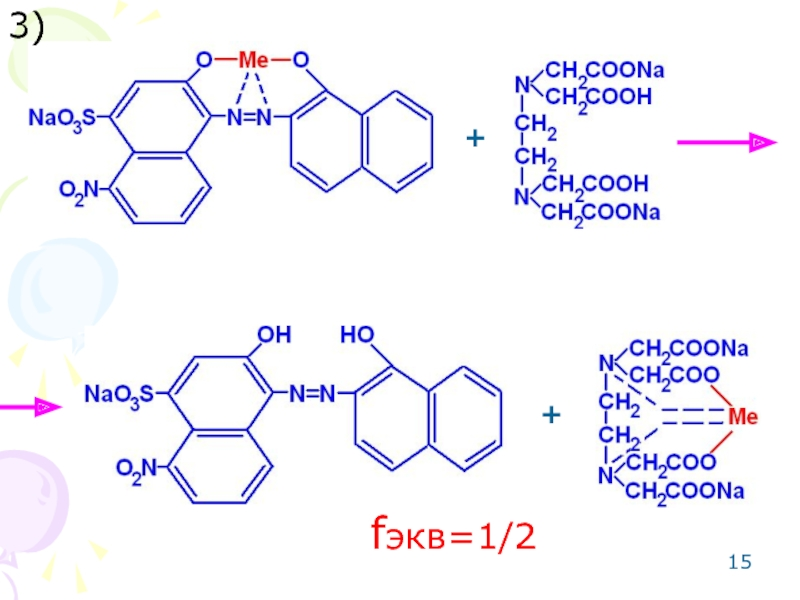 3)
O—Me—O
NaO₃S
N=N
O₂N
+
N
CH₂COONa
CH₂COOH
CH₂
CH₂
N
CH₂COOH
CH₂COONa
OH
HO
NaO₃S
N=N
O₂N
+
N
CH₂COONa
CH₂COO
CH₂
Me
CH₂
N
CH₂COO
CH₂COONa
fэкв=1/2
15